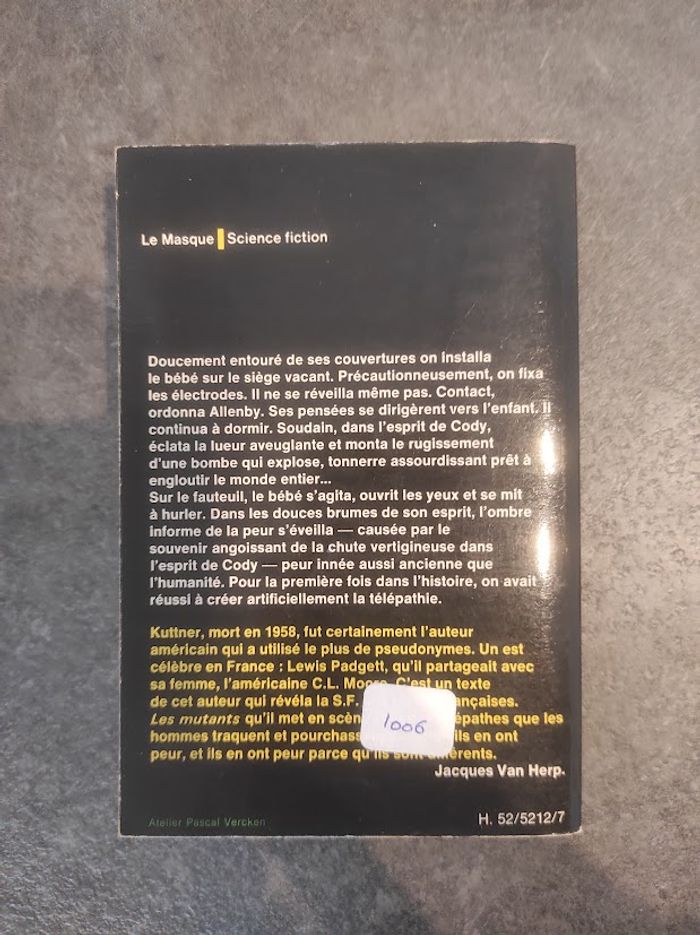 Le Masque Science fiction
Doucement entouré de ses couvertures on installa
le bébé sur le siège vacant. Précautionneusement, on fixa
les électrodes. Il ne se réveilla même pas. Contact,
ordonna Allenby. Ses pensées se dirigèrent vers l'enfant. Il
continua à dormir. Soudain, dans l'esprit de Cody,
éclata la lueur aveuglante et monta le rugissement
d'une bombe qui explose, tonnerre assourdissant prêt à
engloutir le monde entier...
Sur le fauteuil, le bébé s'agita, ouvrit les yeux et se mit
à hurler. Dans les douces brumes de son esprit, l'ombre
informe de la peur s'éveilla — causée par le
souvenir angoissant de la chute vertigineuse dans
l'esprit de Cody — peur innée aussi ancienne que
l'humanité. Pour la première fois dans l'histoire, on avait
réussi à créer artificiellement la télépathie.
Kuttner, mort en 1958, fut certainement l'auteur
américain qui a utilisé le plus de pseudonymes. Un est
célèbre en France : Lewis Padgett, qu'il partageait avec
sa femme, l'américaine C.L. Moore. C'est un texte
de cet auteur qui révéla la S.F.
Les mutants qu'il met en que les
hommes traquent et ils en ont
peur, et ils en ont peur parce qu'ils sont différents.
1006
Jacques Van Herp.
Atelier Pascal Vercken
H. 52/5212/7